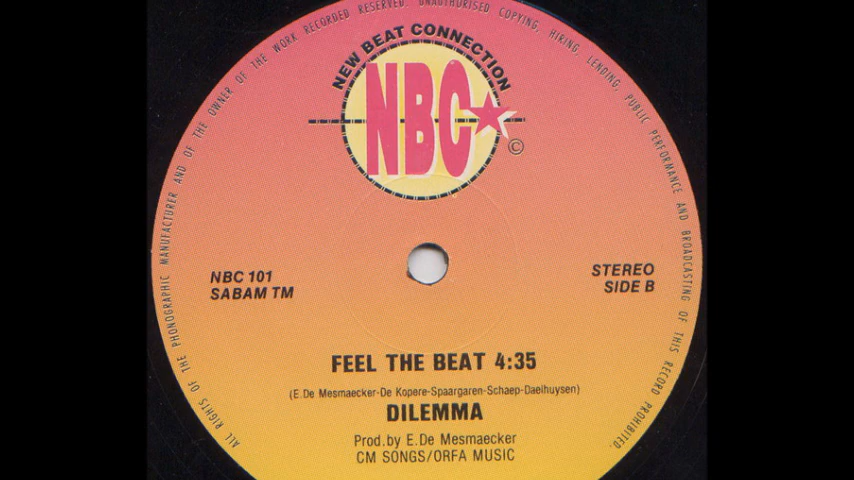 ALL RIGHTS OF THE PHONOGRAPHIC MANUFACTURER AND OF THE OWNER OF THE WORK RECORDED RESERVED. UNAUTHORISED COPYING, HIRING, LENDING, PUBLIC PERFORMANCE AND BROADCASTING OF THIS RECORD PROHIBITED.
NEW BEAT CONNECTION
NBC
©
NBC 101
SABAM TM
STEREO
SIDE B
FEEL THE BEAT 4:35
(E.De Mesmaecker-De Kopere-Spaargaren-Schaep-Daelhuysen)
DILEMMA
Prod.by E.De Mesmaecker
CM SONGS/ORFA MUSIC